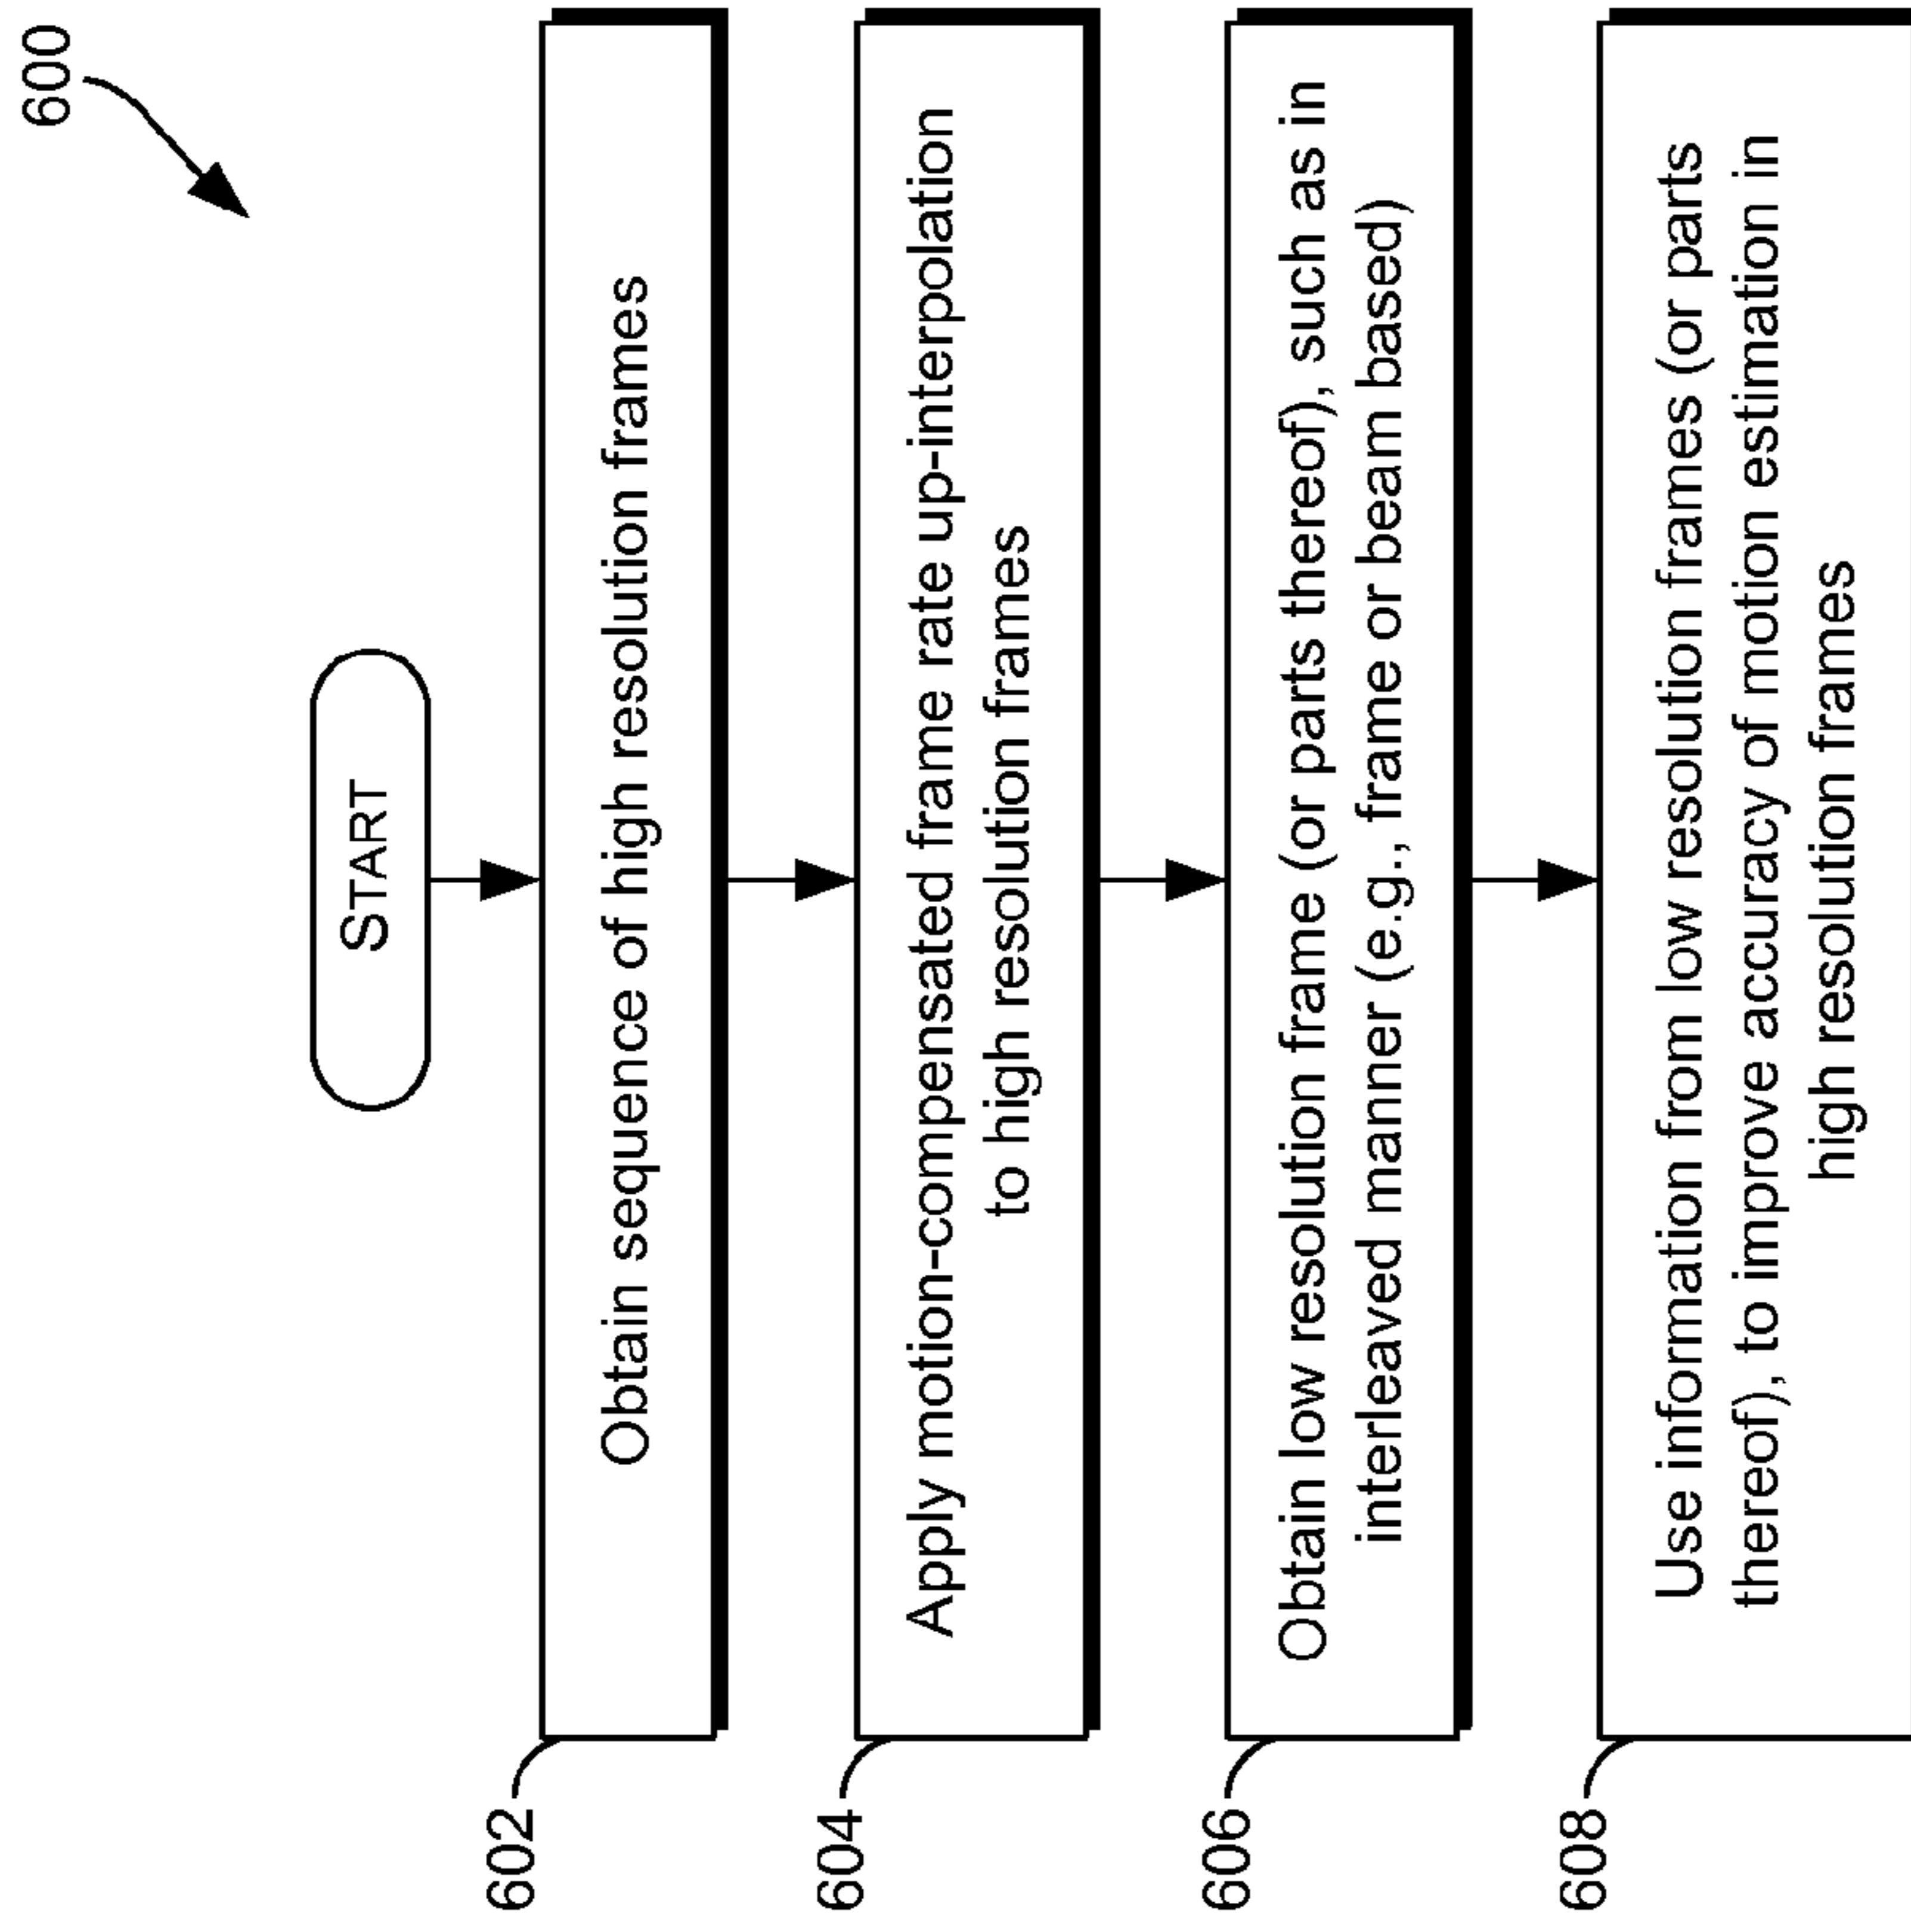 600
START
602
Obtain sequence of high resolution frames
604
Apply motion-compensated frame rate up-interpolation
to high resolution frames
606
Obtain low resolution frame (or parts thereof), such as in
interleaved manner (e.g., frame or beam based)
608
Use information from low resolution frames (or parts
thereof), to improve accuracy of motion estimation in
high resolution frames